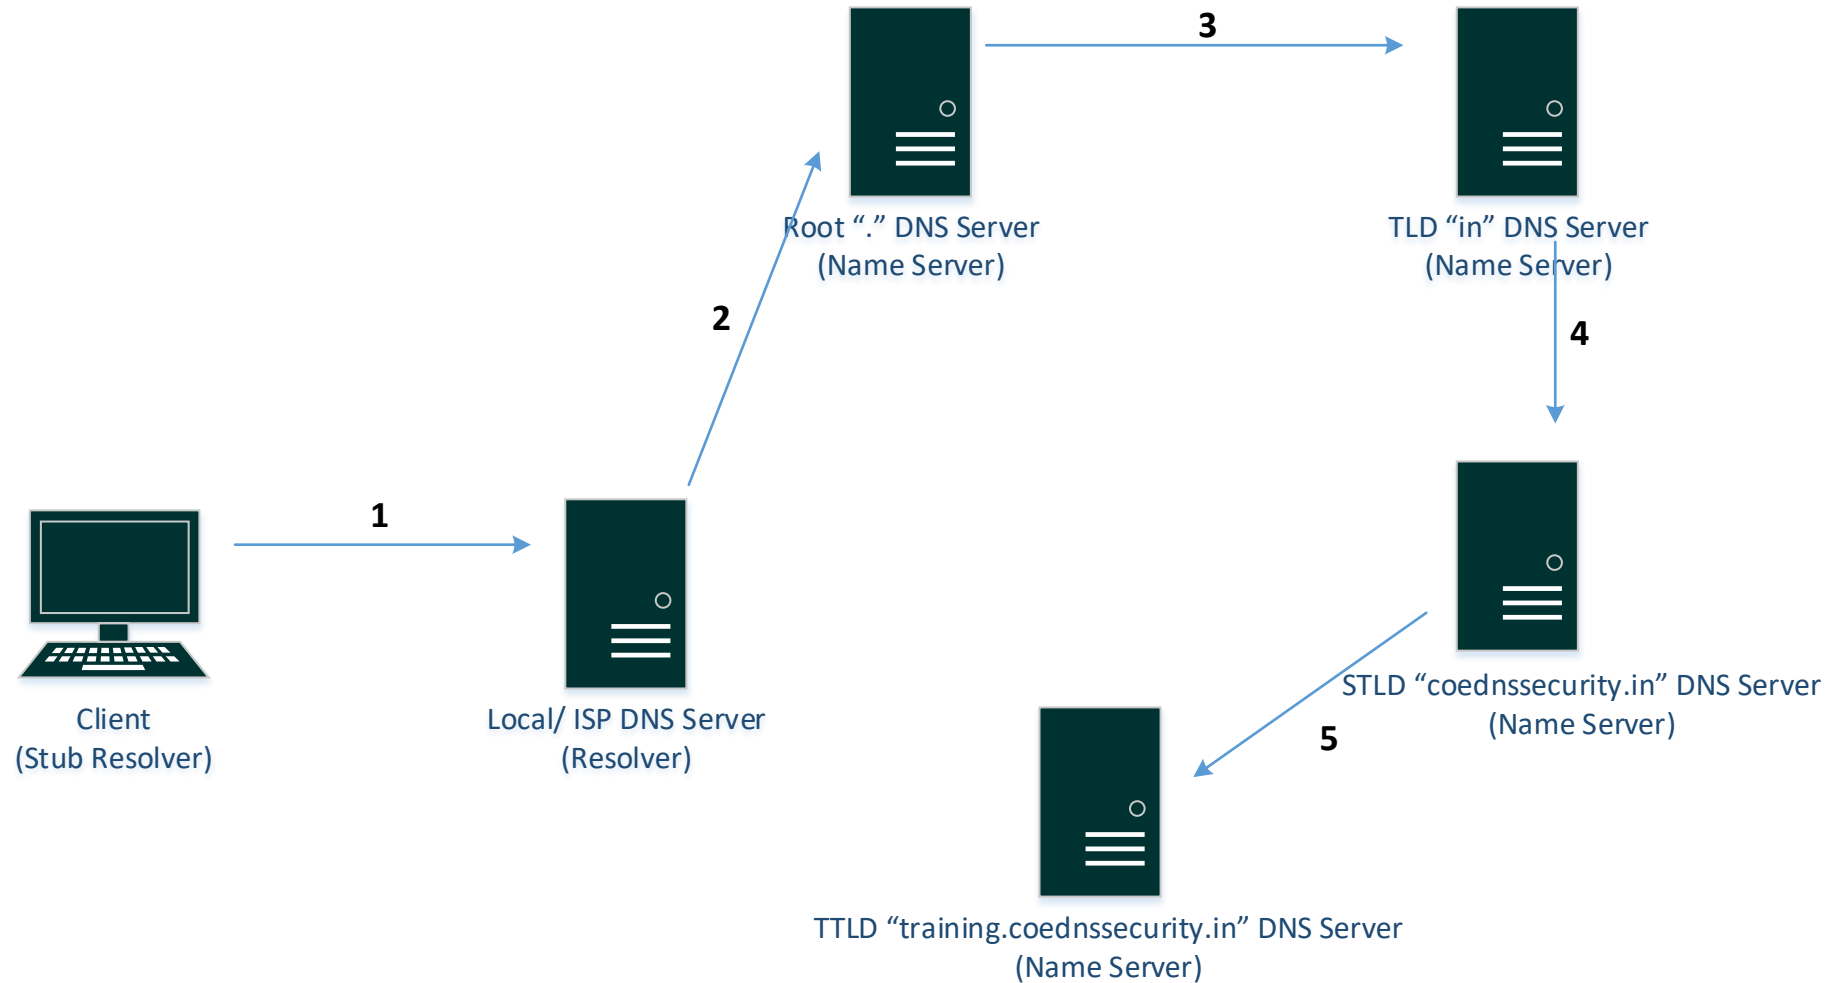 3
Root “.” DNS Server
(Name Server)
TLD “in” DNS Server
(Name Server)
2
4
1
Client
(Stub Resolver)
Local/ ISP DNS Server
(Resolver)
STLD “coednssecurity.in” DNS Server
(Name Server)
5
TTLD “training.coednssecurity.in” DNS Server
(Name Server)